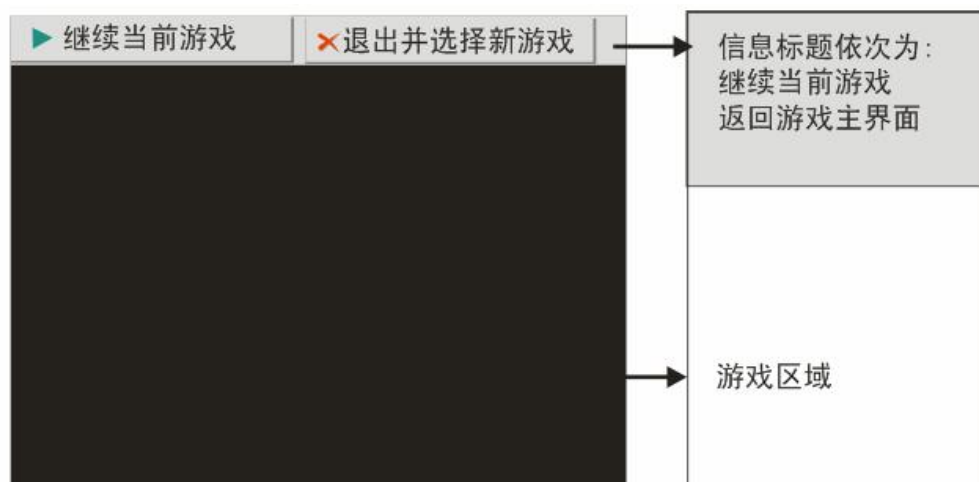 继续当前游戏
退出并选择新游戏
信息标题依次为:
继续当前游戏
返回游戏主界面
游戏区域